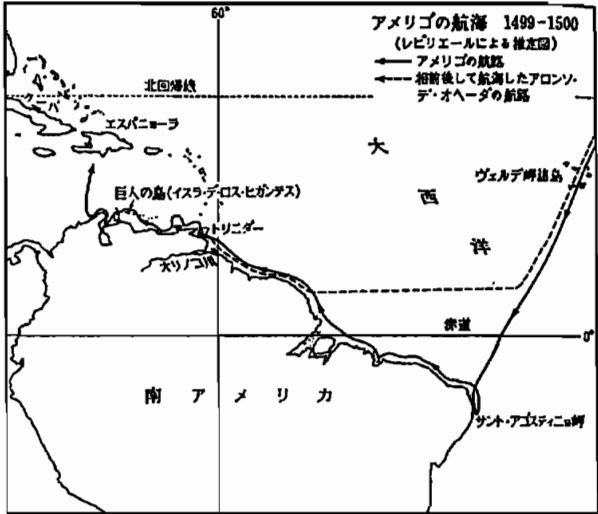 60°
アメリゴの航海 1499-1500
(レビリエールによる推定図)
アメリゴの航路
相前後して航海したアロンソ・
デ・オヘーダの航路
北回帰線
キューバ
エスパニョーラ
大西洋
ヴェルデ岬諸島
巨人の島(イスラ・デ・ロス・ヒガンテス)
トリニダー
オリノコ川
赤道
0°
南アメリカ
サント・アゴスティニョ岬